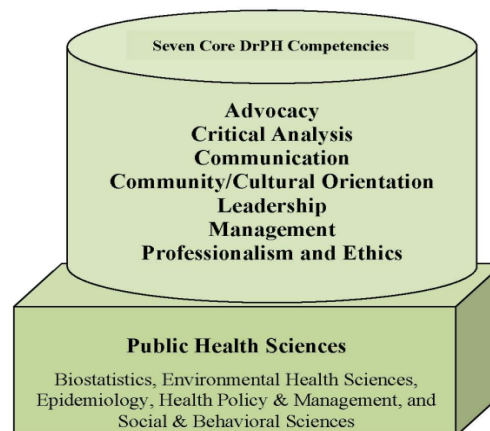 Seven Core DrPH Competencies
Advocacy
Critical Analysis
Communication
Community/Cultural Orientation
Leadership
Management
Professionalism and Ethics
Public Health Sciences
Biostatistics, Environmental Health Sciences,
Epidemiology, Health Policy & Management, and
Social & Behavioral Sciences